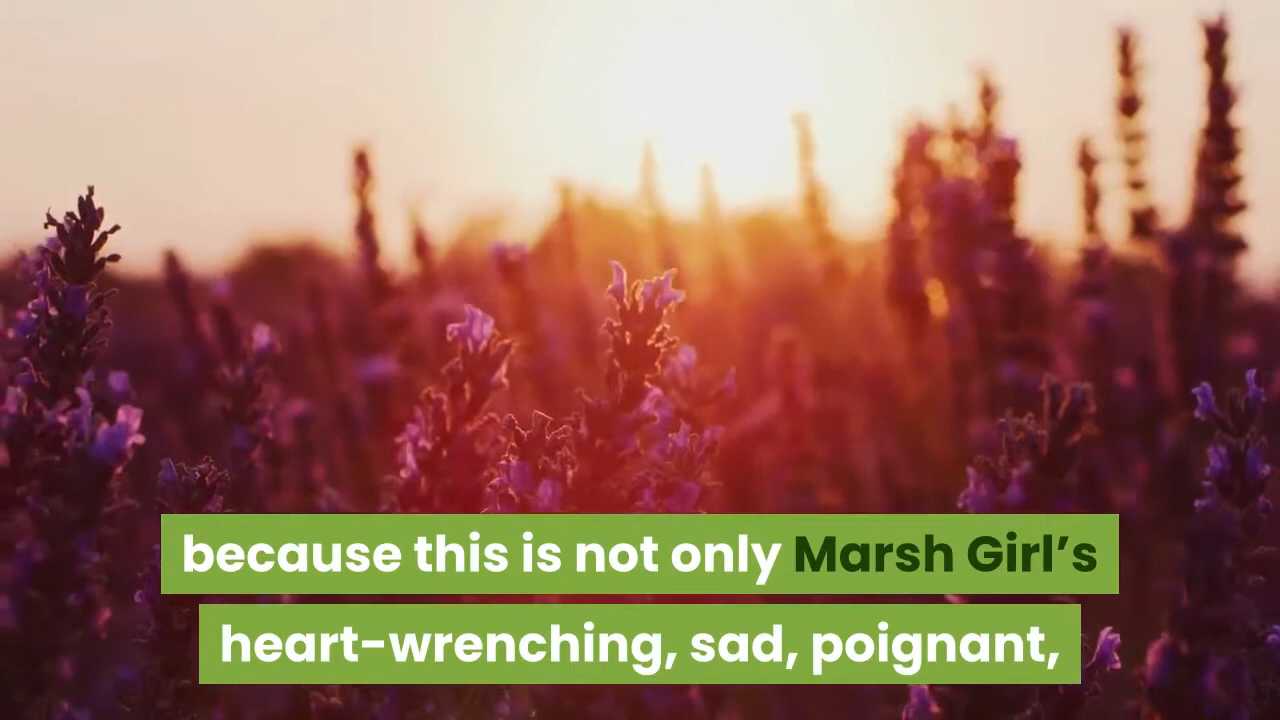 because this is not only Marsh Girl’s
heart-wrenching, sad, poignant,